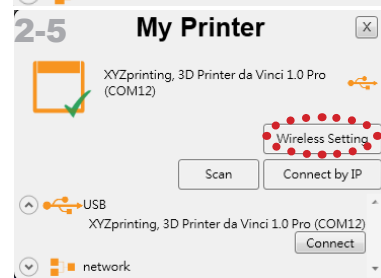 2-5 My Printer X
XYZprinting, 3D Printer da Vinci 1.0 Pro
(COM12)
Wireless Setting
Scan Connect by IP
USB
XYZprinting, 3D Printer da Vinci 1.0 Pro (COM12)
Connect
network